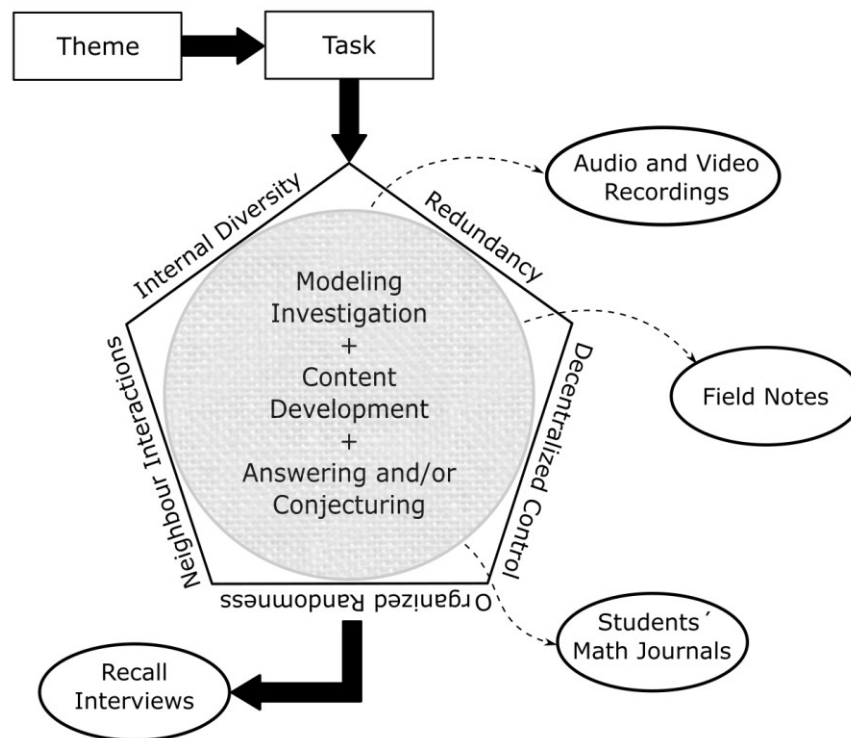 Theme
Task
Internal Diversity
Redundancy
Audio and Video
Recordings
Modeling
Investigation
+
Content
Development
+
Answering and/or
Conjecturing
Neighbour Interactions
Decentralized Control
Organized Randomness
Field Notes
Students´
Math Journals
Recall
Interviews